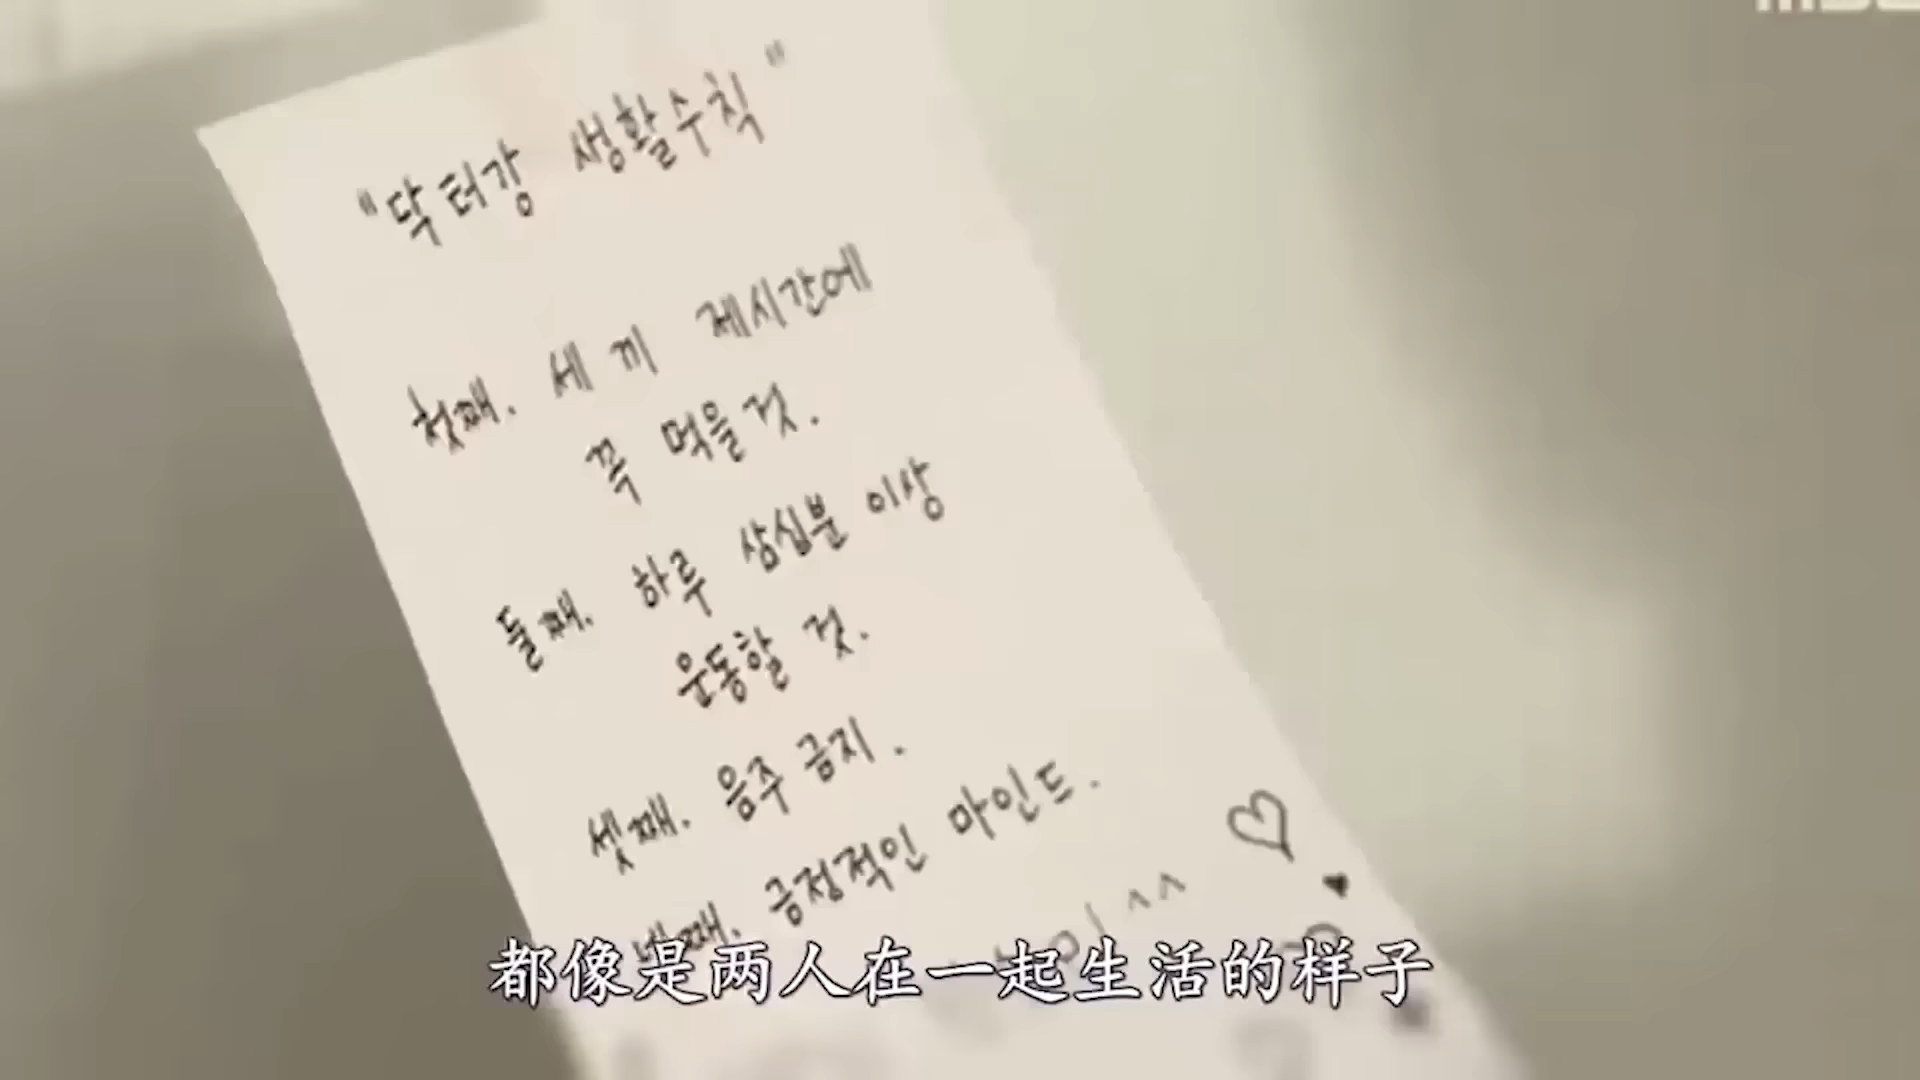 "닥터강 생활수칙"
첫째. 세 끼 제시간에
꼭 먹을것.
둘째. 하루 삼십분 이상
운동할 것.
셋째. 음주 금지.
넷째. 긍정적인 마인드.
^^
都像是两人在一起生活的样子